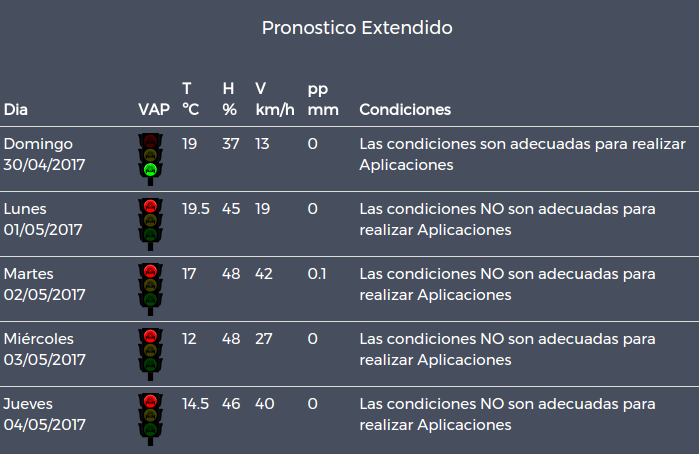 Pronostico Extendido
Dia VAP T ºC H % V km/h pp mm Condiciones
Domingo 19 37 13 0 Las condiciones son adecuadas para realizar
30/04/2017 Aplicaciones
Lunes 19.5 45 19 0 Las condiciones NO son adecuadas para
01/05/2017 realizar Aplicaciones
Martes 17 48 42 0.1 Las condiciones NO son adecuadas para
02/05/2017 realizar Aplicaciones
Miércoles 12 48 27 0 Las condiciones NO son adecuadas para
03/05/2017 realizar Aplicaciones
Jueves 14.5 46 40 0 Las condiciones NO son adecuadas para
04/05/2017 realizar Aplicaciones